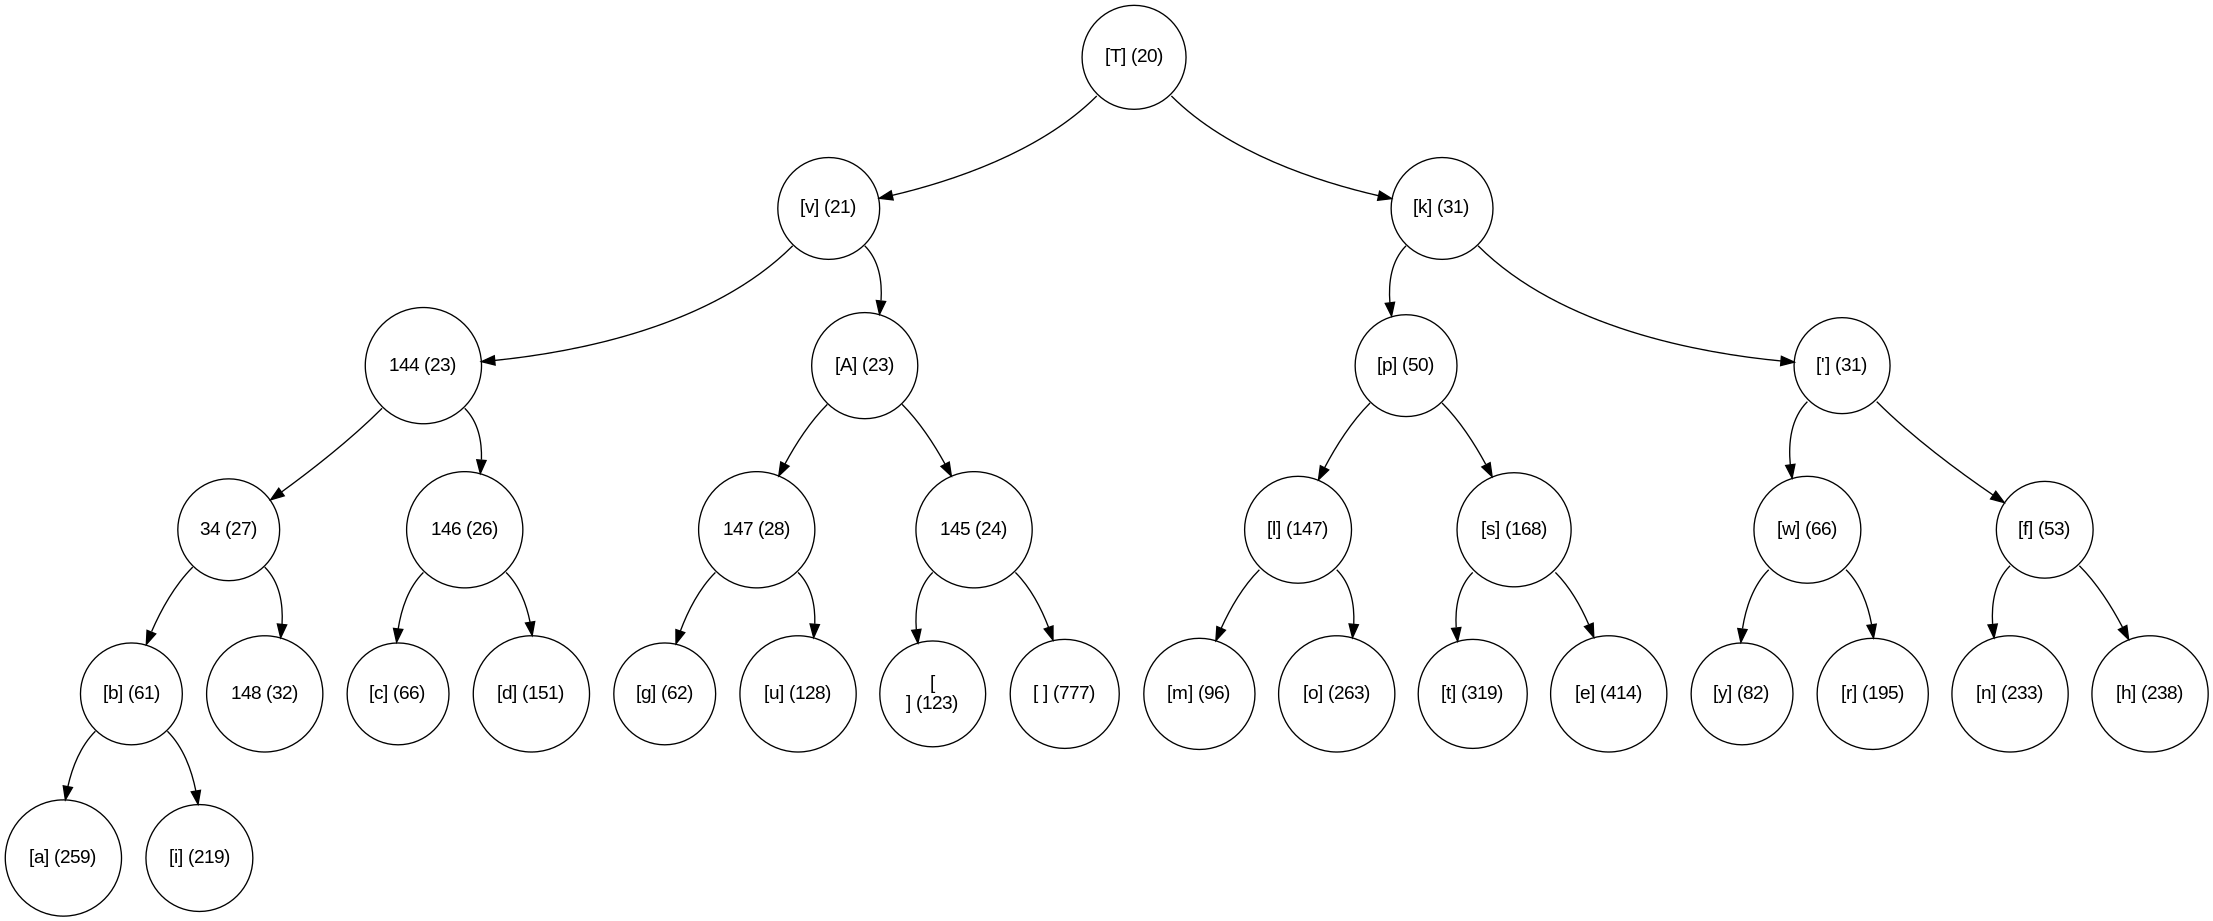 [T] (20)
[v] (21)
[k] (31)
144 (23)
[A] (23)
[p] (50)
['] (31)
34 (27)
146 (26)
147 (28)
145 (24)
[l] (147)
[s] (168)
[w] (66)
[f] (53)
[b] (61)
148 (32)
[c] (66)
[d] (151)
[g] (62)
[u] (128)
[
] (123)
[ ] (777)
[m] (96)
[o] (263)
[t] (319)
[e] (414)
[y] (82)
[r] (195)
[n] (233)
[h] (238)
[a] (259)
[i] (219)